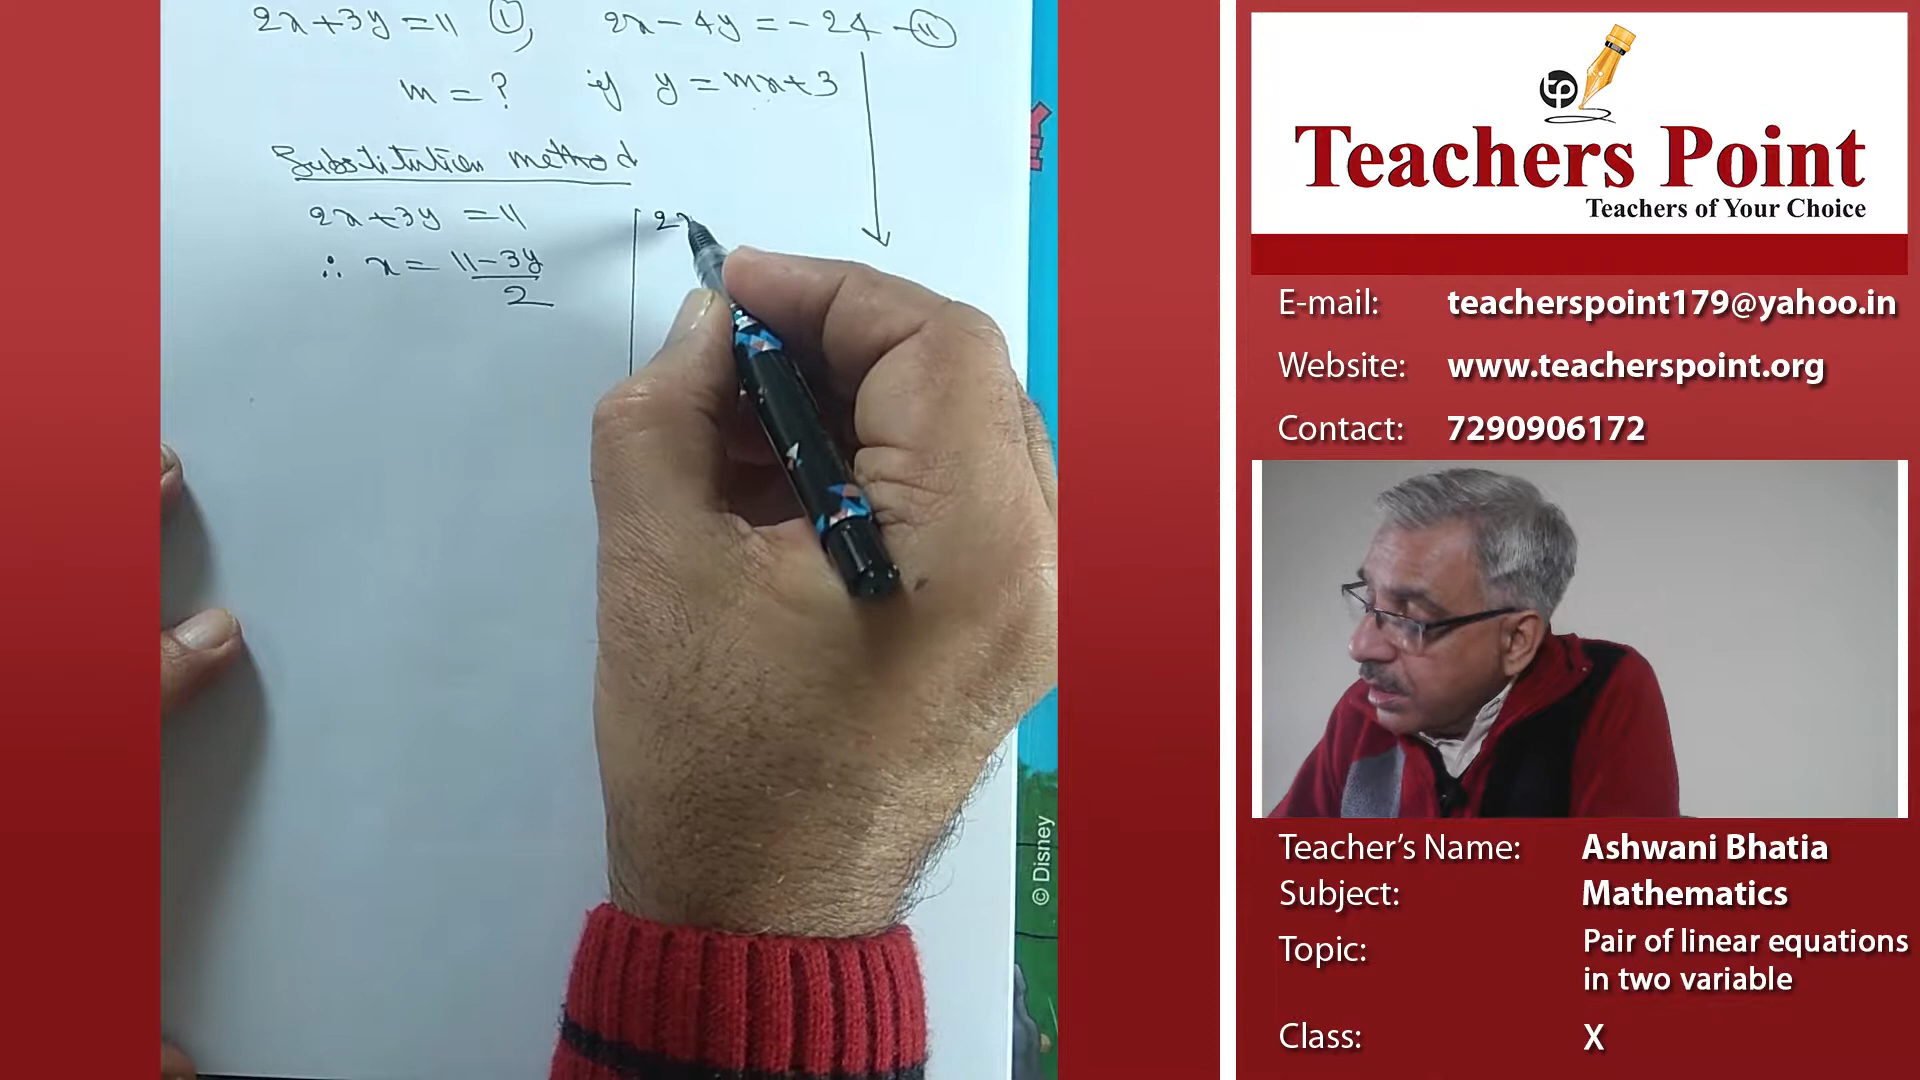 2x+3y=11 (I), 2x-4y=-24 -(II)
m=? if y=mx+3
Substitution method
2x+3y=11
∴ x=11-3y
2
2x
© Disney
tp
Teachers Point
Teachers of Your Choice
E-mail: teacherspoint179@yahoo.in
Website: www.teacherspoint.org
Contact: 7290906172
Teacher's Name: Ashwani Bhatia
Subject: Mathematics
Topic: Pair of linear equations
in two variable
Class: X